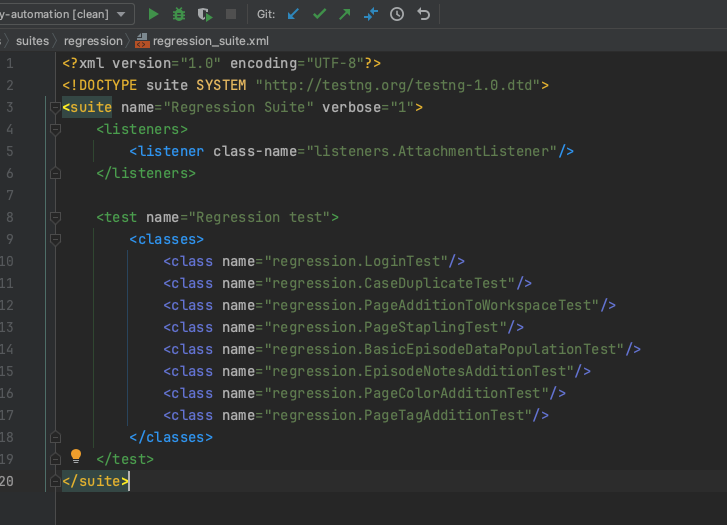 y-automation [clean]
Git:
suites
regression
regression_suite.xml
1 <?xml version="1.0" encoding="UTF-8"?>
2 <!DOCTYPE suite SYSTEM "http://testng.org/testng-1.0.dtd">
3 <suite name="Regression Suite" verbose="1">
4 <listeners>
5 <listener class-name="listeners.AttachmentListener"/>
6 </listeners>
7
8 <test name="Regression test">
9 <classes>
10 <class name="regression.LoginTest"/>
11 <class name="regression.CaseDuplicateTest"/>
12 <class name="regression.PageAdditionToWorkspaceTest"/>
13 <class name="regression.PageStaplingTest"/>
14 <class name="regression.BasicEpisodeDataPopulationTest"/>
15 <class name="regression.EpisodeNotesAdditionTest"/>
16 <class name="regression.PageColorAdditionTest"/>
17 <class name="regression.PageTagAdditionTest"/>
18 </classes>
19 </test>
20 </suite>